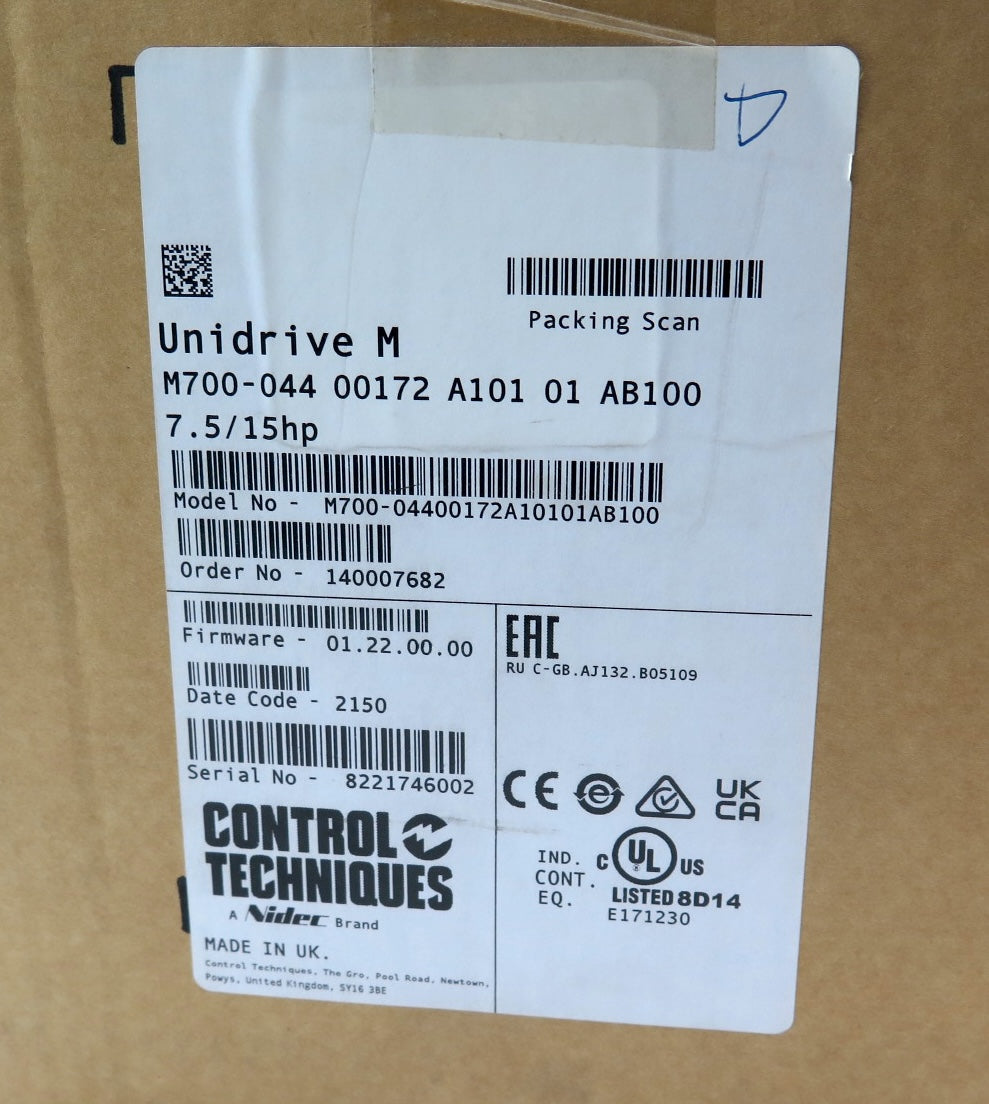 Packing Scan
Unidrive M
M700-044 00172 A101 01 AB100
7.5/15hp
Model No - M700-04400172A10101AB100
Order No - 140007682
Firmware - 01.22.00.00
Date Code - 2150
Serial No - 8221746002
CONTROL
TECHNIQUES
A Nidec Brand
MADE IN UK.
Control Techniques, The Gro, Pool Road, Newtown,
Powys, United Kingdom, SY16 3BE
EAC
RU C-GB.AJ132.B05109
CE
UK
CA
IND.
CONT.
EQ.
C UL US
LISTED 8D14
E171230